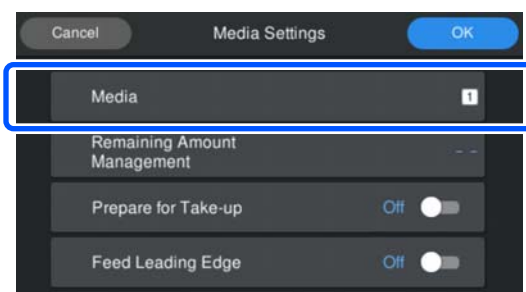 Cancel Media Settings OK
Media 1
Remaining Amount
Management - -
Prepare for Take-up Off
Feed Leading Edge Off